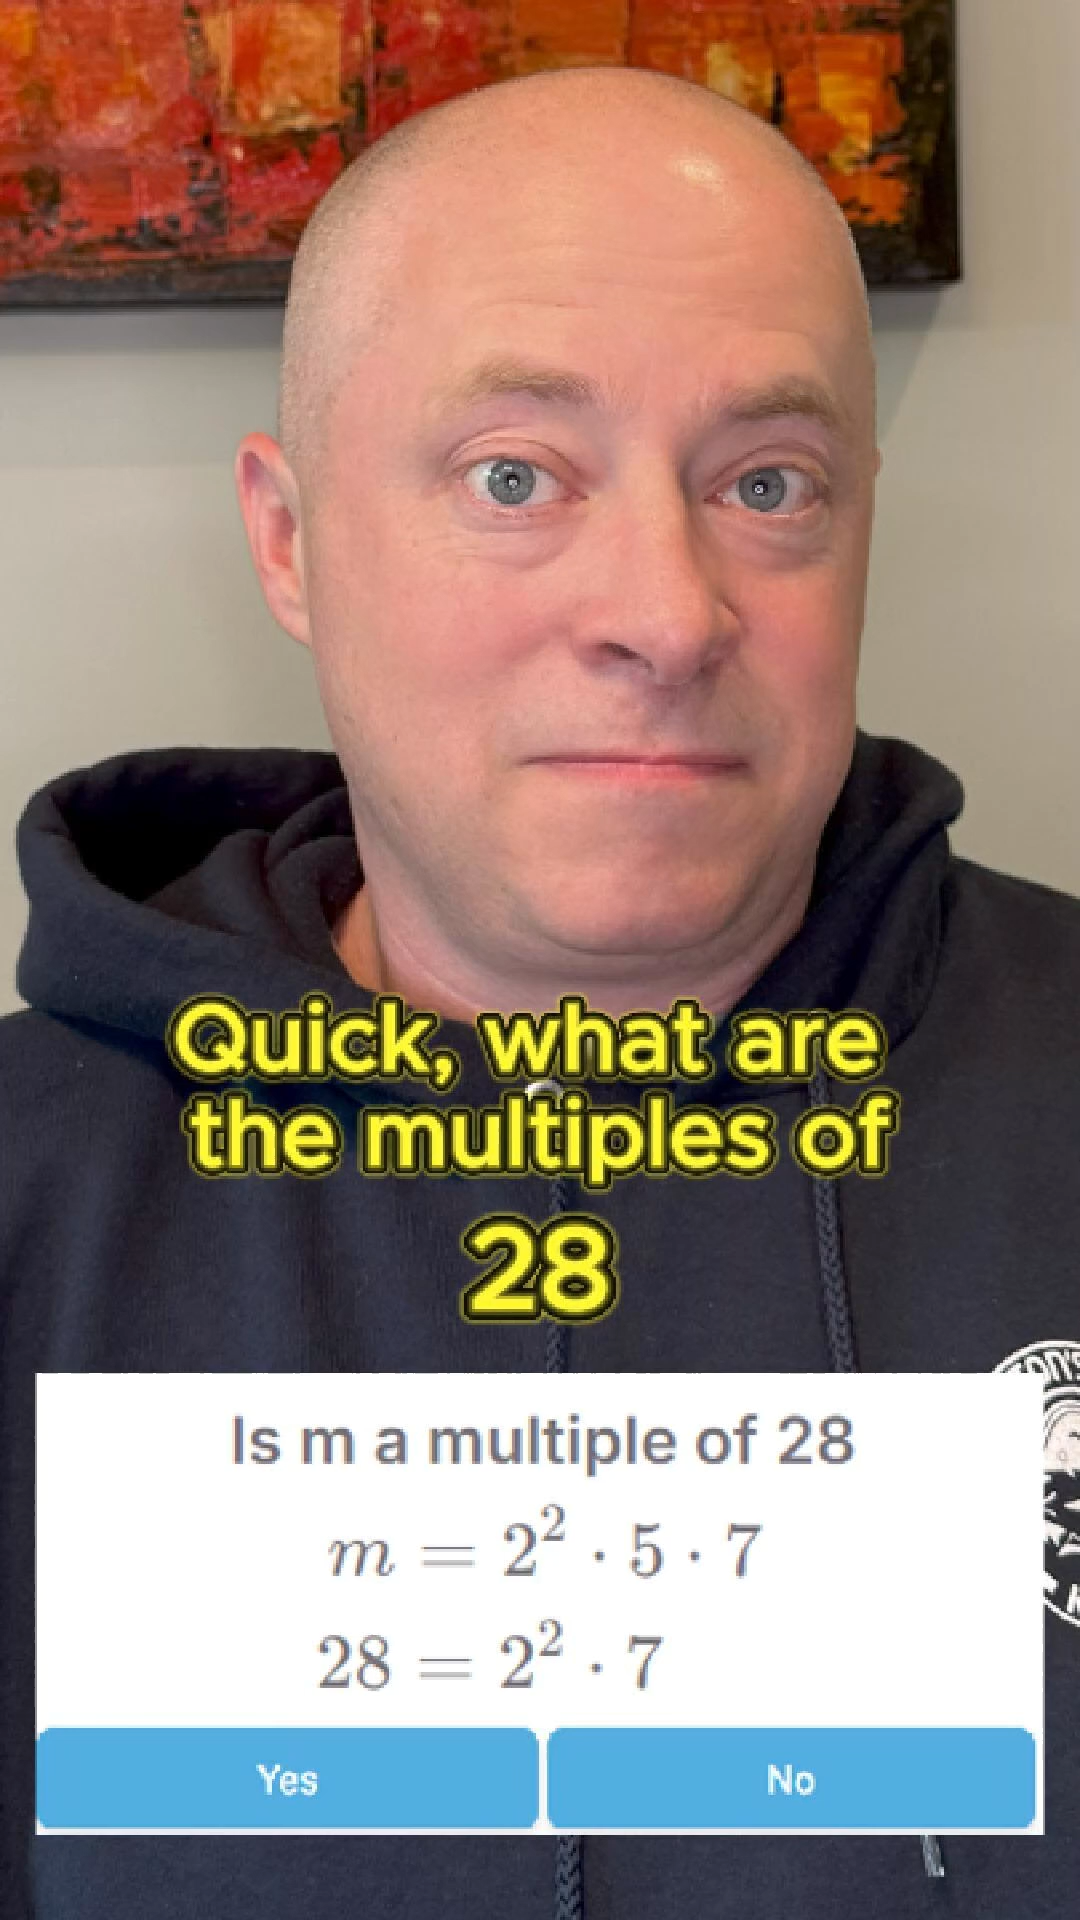 Quick, what are
the multiples of
28
Is m a multiple of 28
m = 2² · 5 · 7
28 = 2² · 7
Yes
No